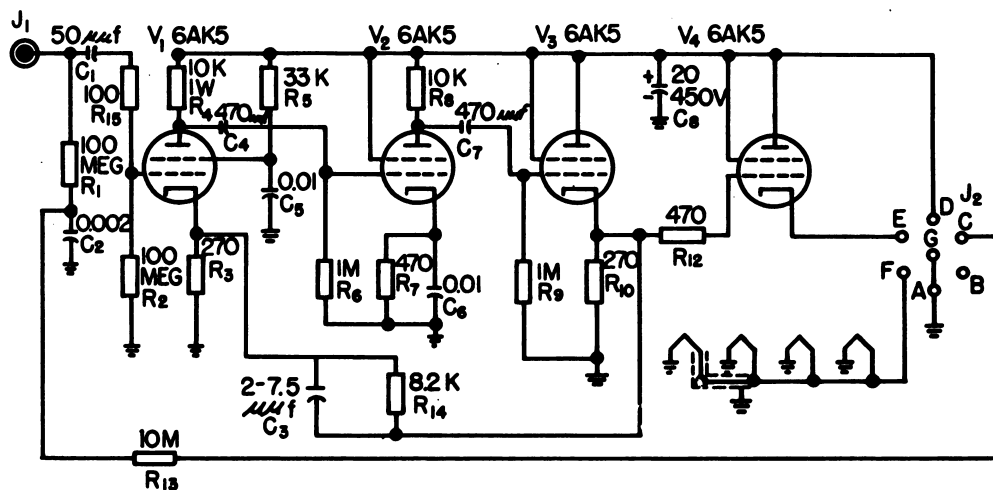 J1
50 μμf
C1
V1 6AK5
V2 6AK5
V3 6AK5
V4 6AK5
100
R15
10K
1W
R4
470 μμf
C4
33 K
R5
10K
R8
470 μμf
C7
+ 20
- 450V
C8
100
MEG
R1
0.002
C2
100
MEG
R2
270
R3
0.01
C5
1M
R6
470
R7
0.01
C6
1M
R9
270
R10
470
R12
J2
D
E
C
G
F
A
B
2-7.5
μμf
C3
8.2 K
R14
10M
R13